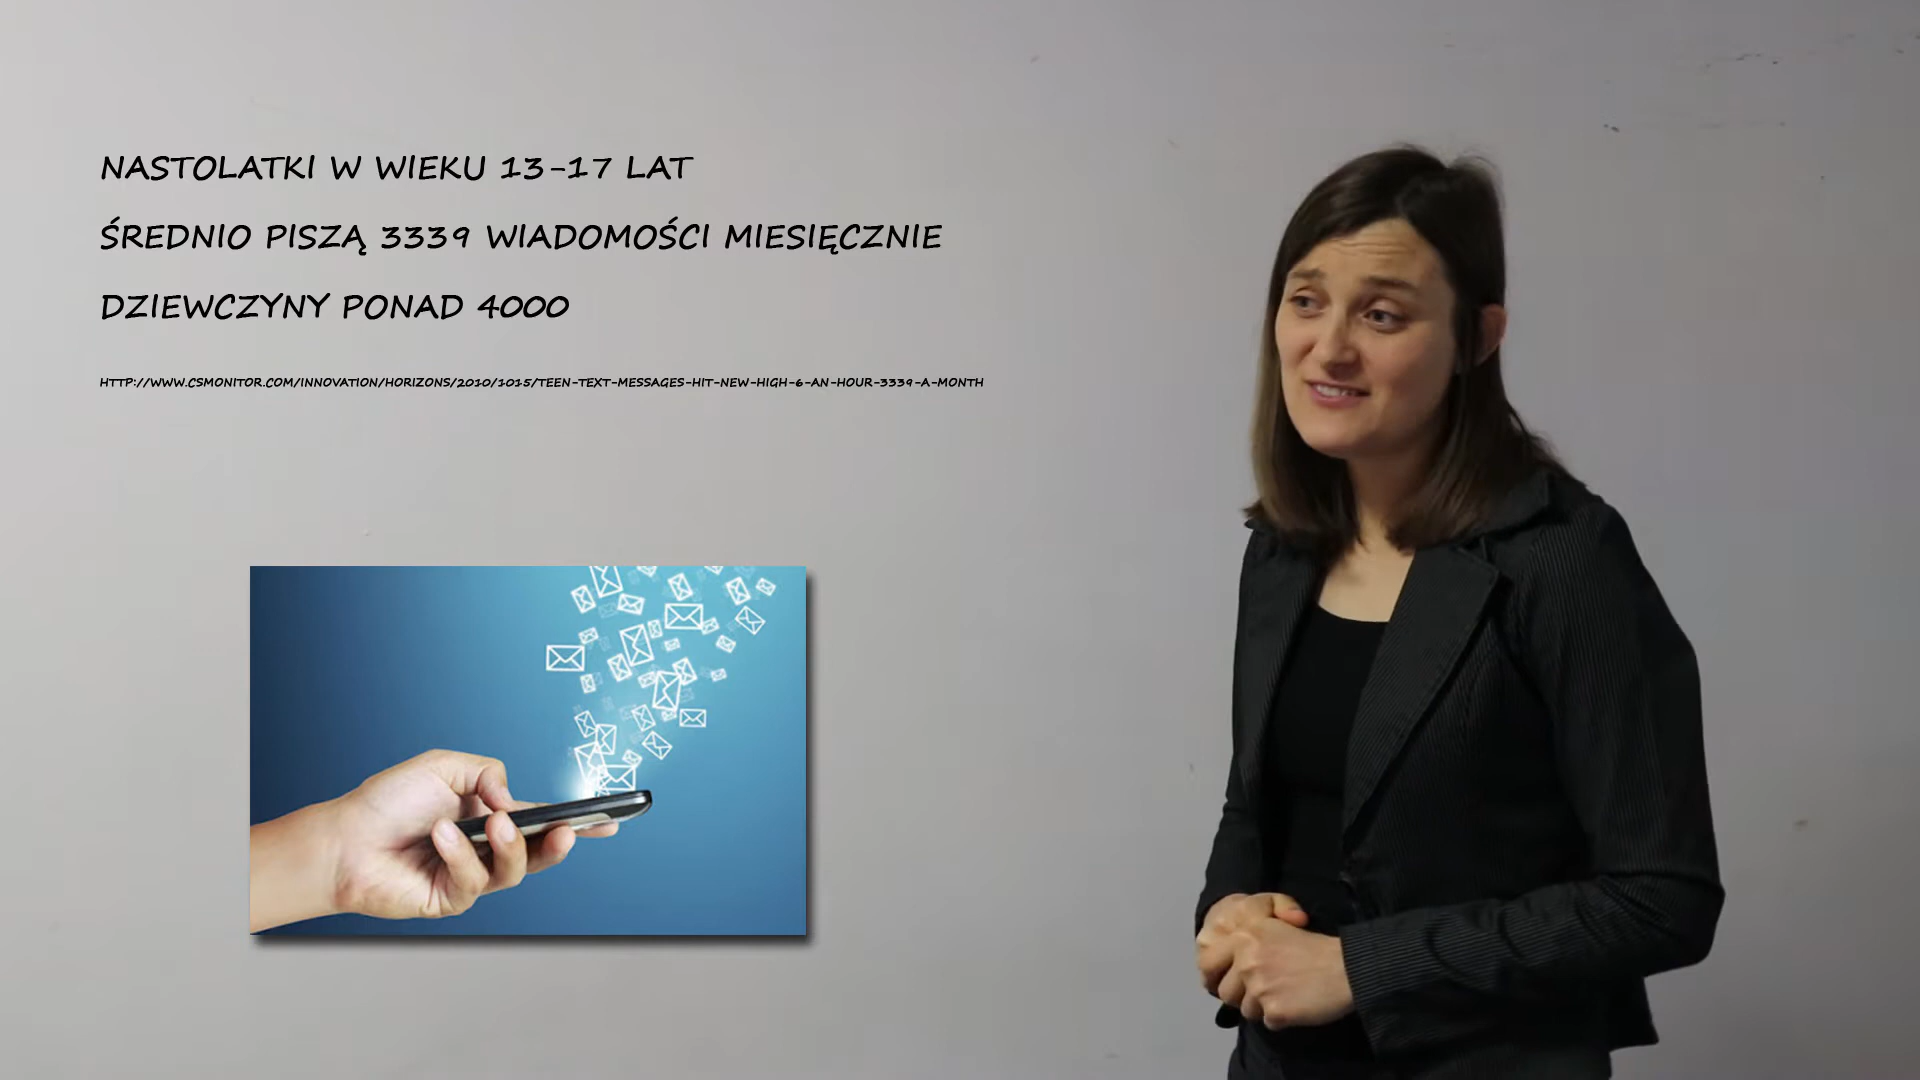 NASTOLATKI W WIEKU 13-17 LAT
ŚREDNIO PISZĄ 3339 WIADOMOŚCI MIESIĘCZNIE
DZIEWCZYNY PONAD 4000
HTTP://WWW.CSMONITOR.COM/INNOVATION/HORIZONS/2010/1015/TEEN-TEXT-MESSAGES-HIT-NEW-HIGH-6-AN-HOUR-3339-A-MONTH